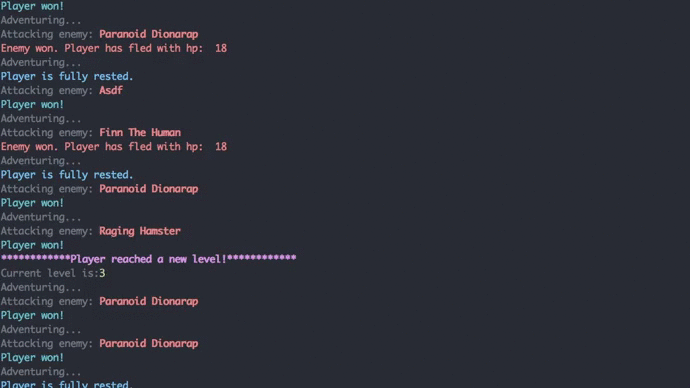 Player won!
Adventuring...
Attacking enemy: Paranoid Dionarap
Enemy won. Player has fled with hp:  18
Adventuring...
Player is fully rested.
Attacking enemy: Asdf
Player won!
Adventuring...
Attacking enemy: Finn The Human
Enemy won. Player has fled with hp:  18
Adventuring...
Player is fully rested.
Attacking enemy: Paranoid Dionarap
Player won!
Adventuring...
Attacking enemy: Raging Hamster
Player won!
************Player reached a new level!************
Current level is:3
Adventuring...
Attacking enemy: Paranoid Dionarap
Player won!
Adventuring...
Attacking enemy: Paranoid Dionarap
Player won!
Adventuring...
Player is fully rested.